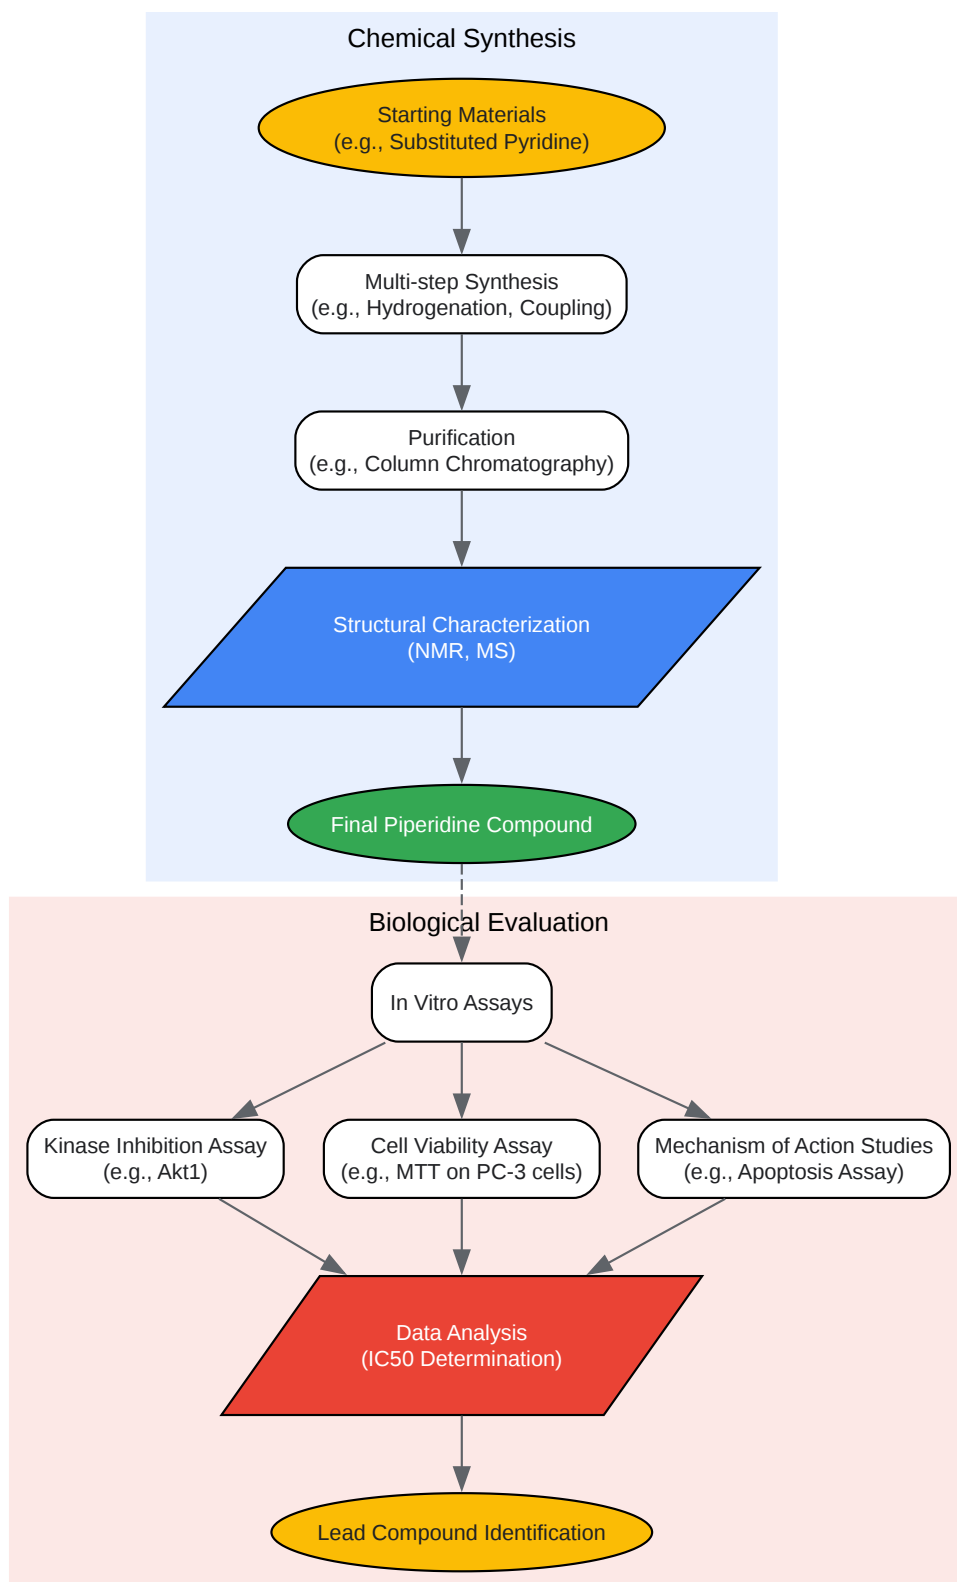 Chemical Synthesis
Starting Materials
(e.g., Substituted Pyridine)
Multi-step Synthesis
(e.g., Hydrogenation, Coupling)
Purification
(e.g., Column Chromatography)
Structural Characterization
(NMR, MS)
Final Piperidine Compound
Biological Evaluation
In Vitro Assays
Kinase Inhibition Assay
(e.g., Akt1)
Cell Viability Assay
(e.g., MTT on PC-3 cells)
Mechanism of Action Studies
(e.g., Apoptosis Assay)
Data Analysis
(IC50 Determination)
Lead Compound Identification